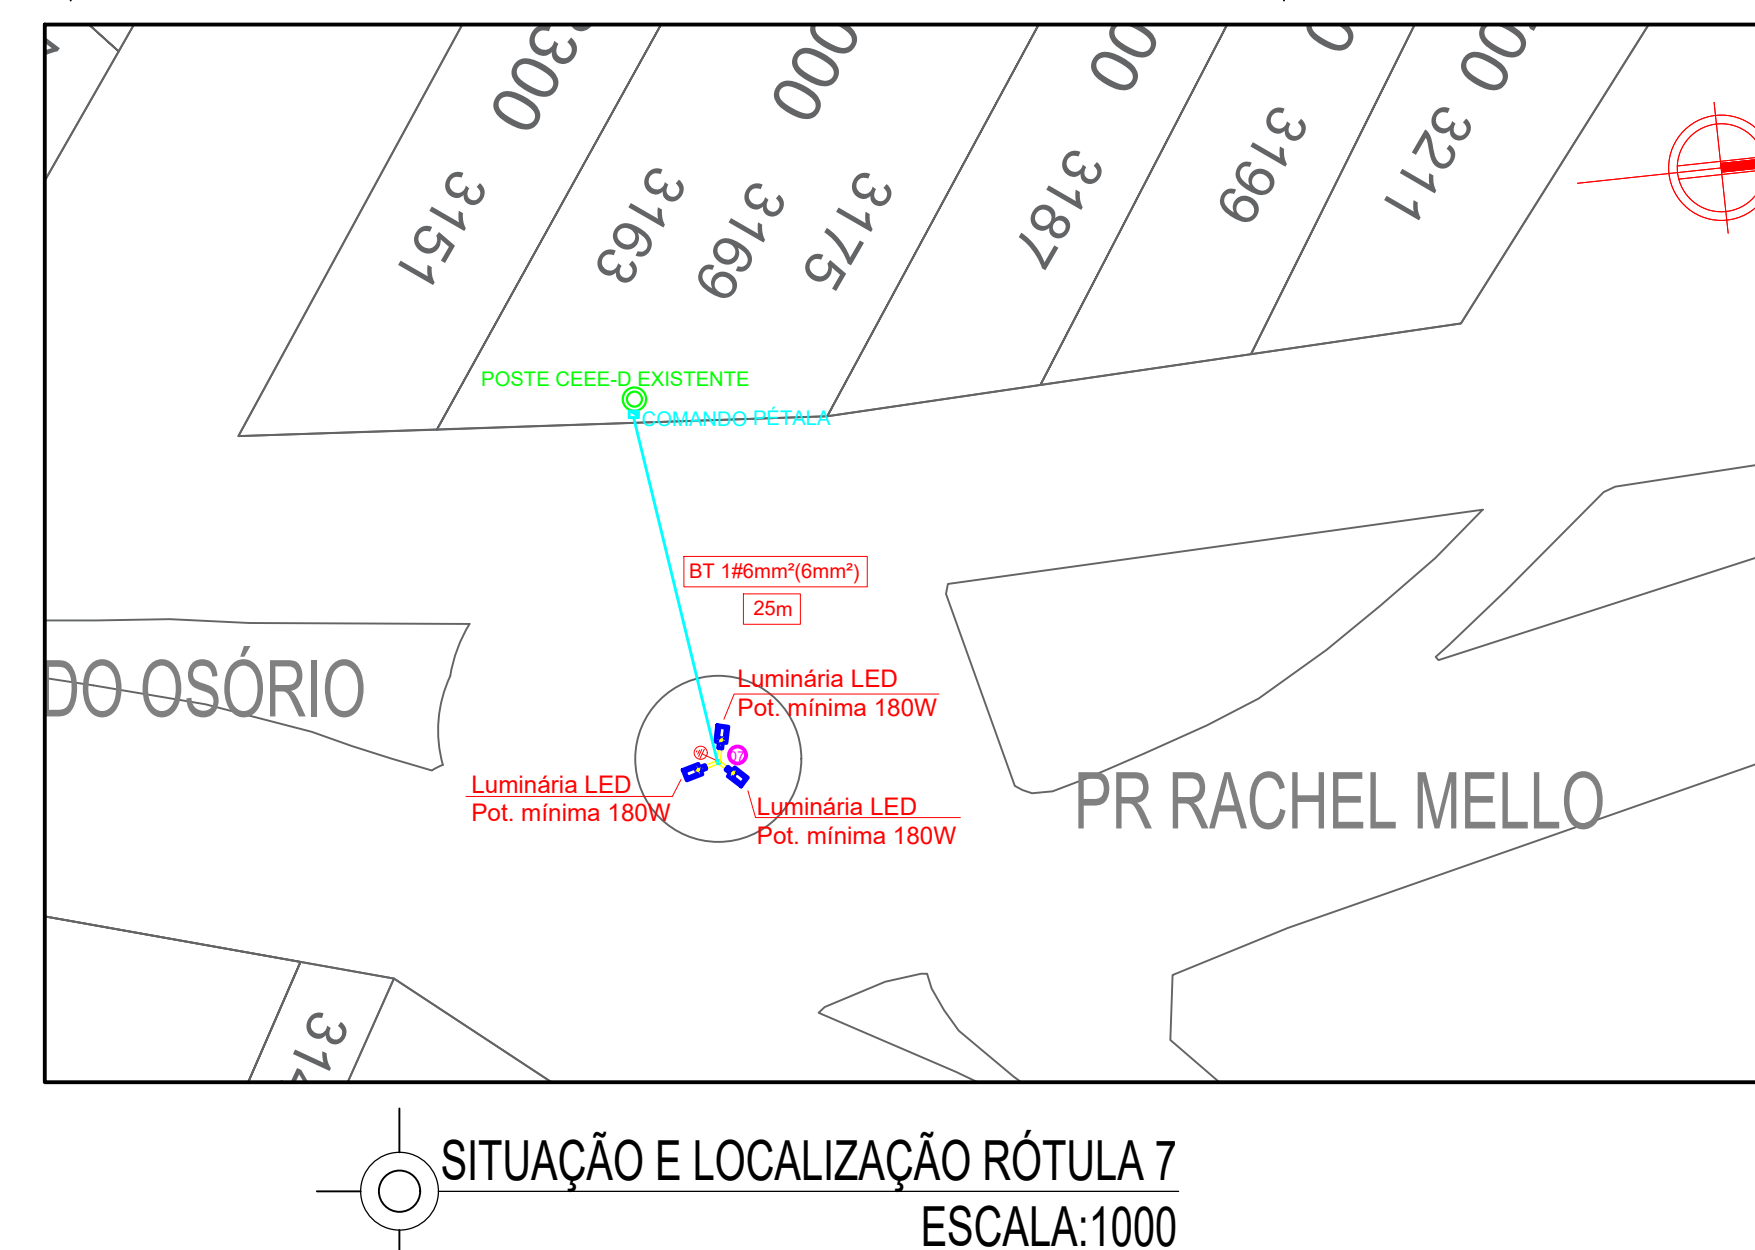 300
000
00
0
00
3151
3163
3169
3175
3187
3199
3211
POSTE CEEE-D EXISTENTE
COMANDO PÉTALA
BT 1#6mm²(6mm²)
25m
DO OSÓRIO
Luminária LED
Pot. mínima 180W
07
Luminária LED
Pot. mínima 180W
Luminária LED
Pot. mínima 180W
PR RACHEL MELLO
SITUAÇÃO E LOCALIZAÇÃO RÓTULA 7
ESCALA:1000